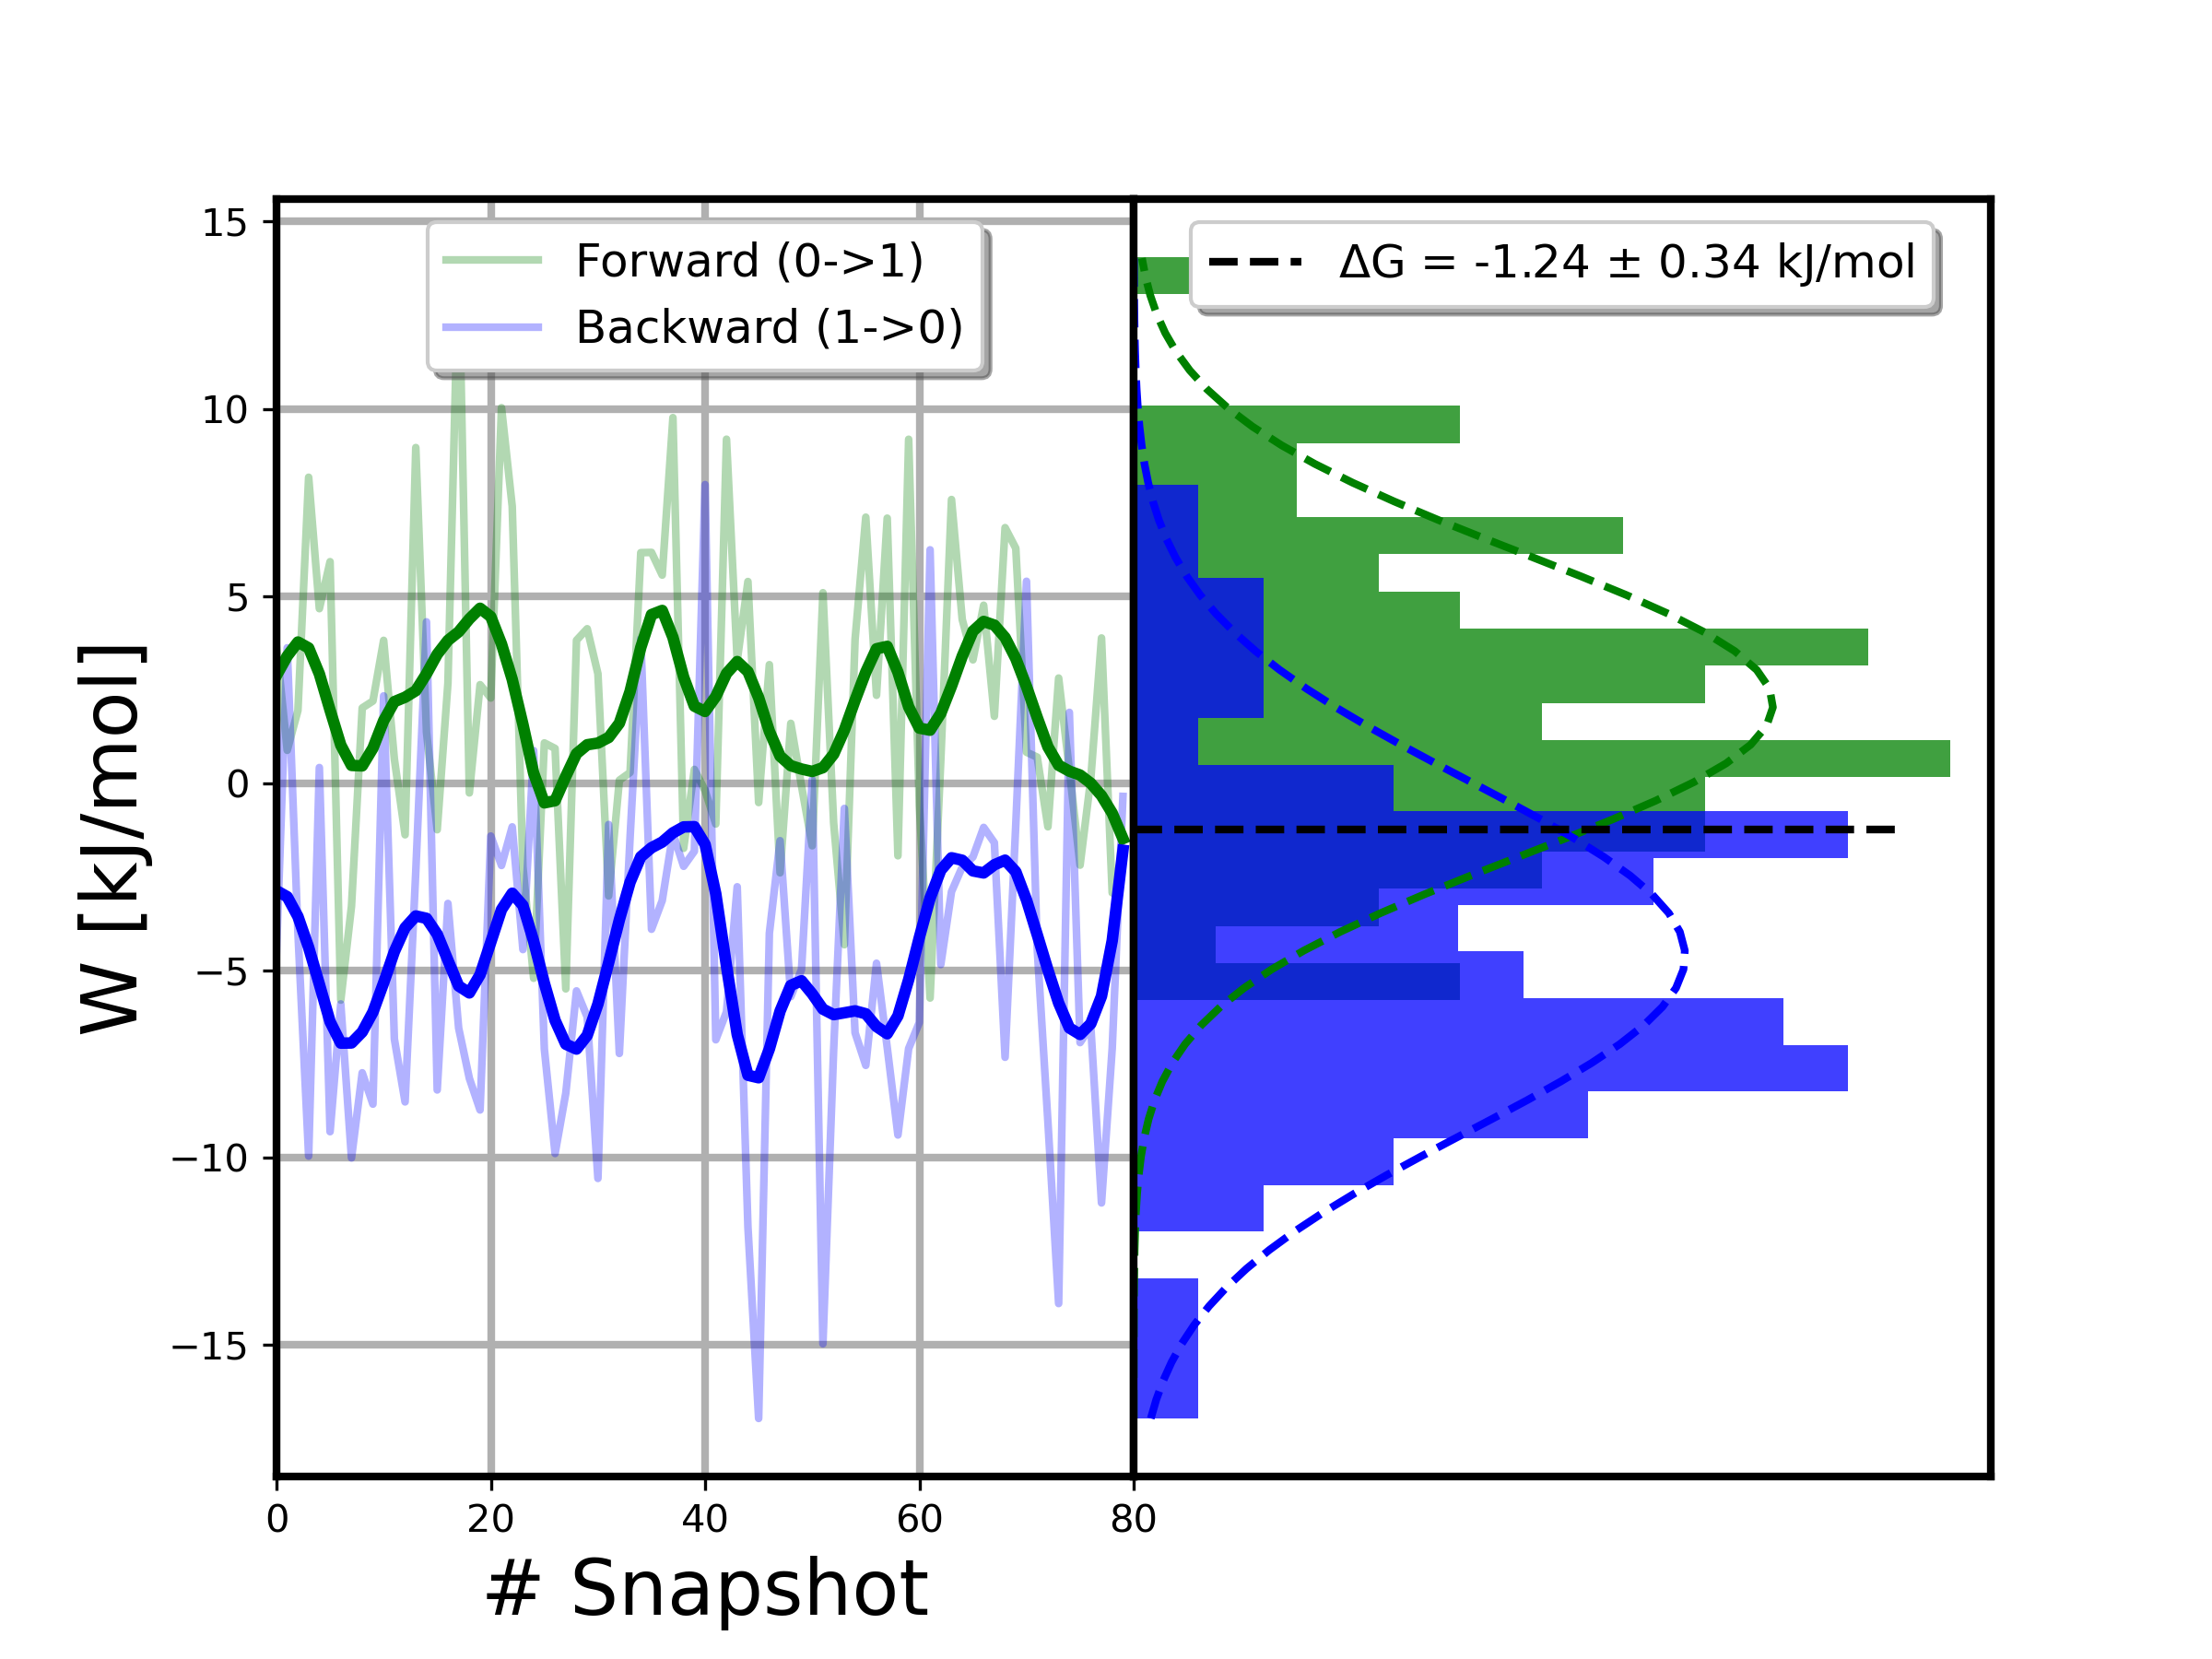 Forward (0->1)
Backward (1->0)
ΔG = -1.24 ± 0.34 kJ/mol
W [kJ/mol]
15
10
5
0
−5
−10
−15
0 20 40 60 80
# Snapshot